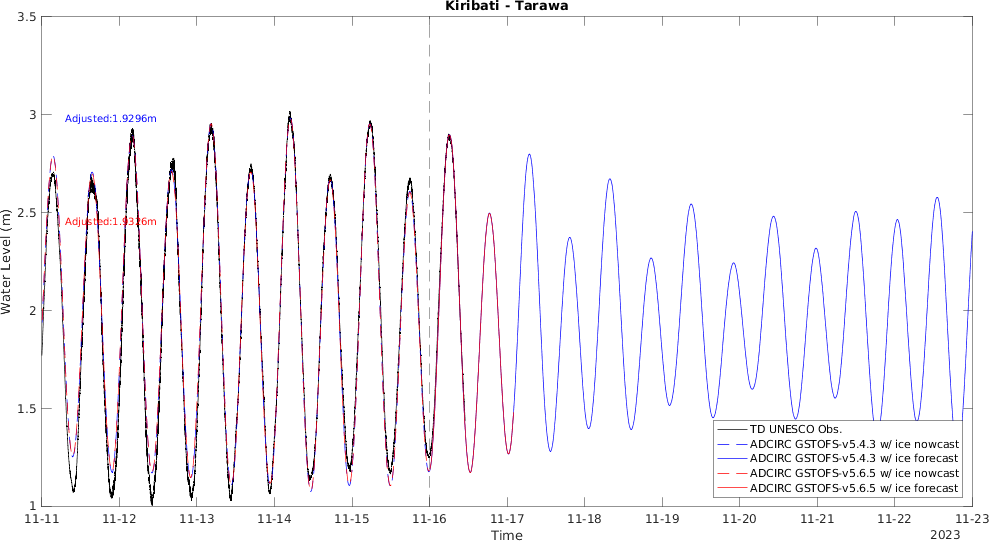 Kiribati - Tarawa
3.5
3
2.5
2
1.5
1
Water Level (m)
Adjusted:1.9296m
Adjusted:1.9326m
TD UNESCO Obs.
ADCIRC GSTOFS-v5.4.3 w/ ice nowcast
ADCIRC GSTOFS-v5.4.3 w/ ice forecast
ADCIRC GSTOFS-v5.6.5 w/ ice nowcast
ADCIRC GSTOFS-v5.6.5 w/ ice forecast
11-11 11-12 11-13 11-14 11-15 11-16 11-17 11-18 11-19 11-20 11-21 11-22 11-23
Time
2023